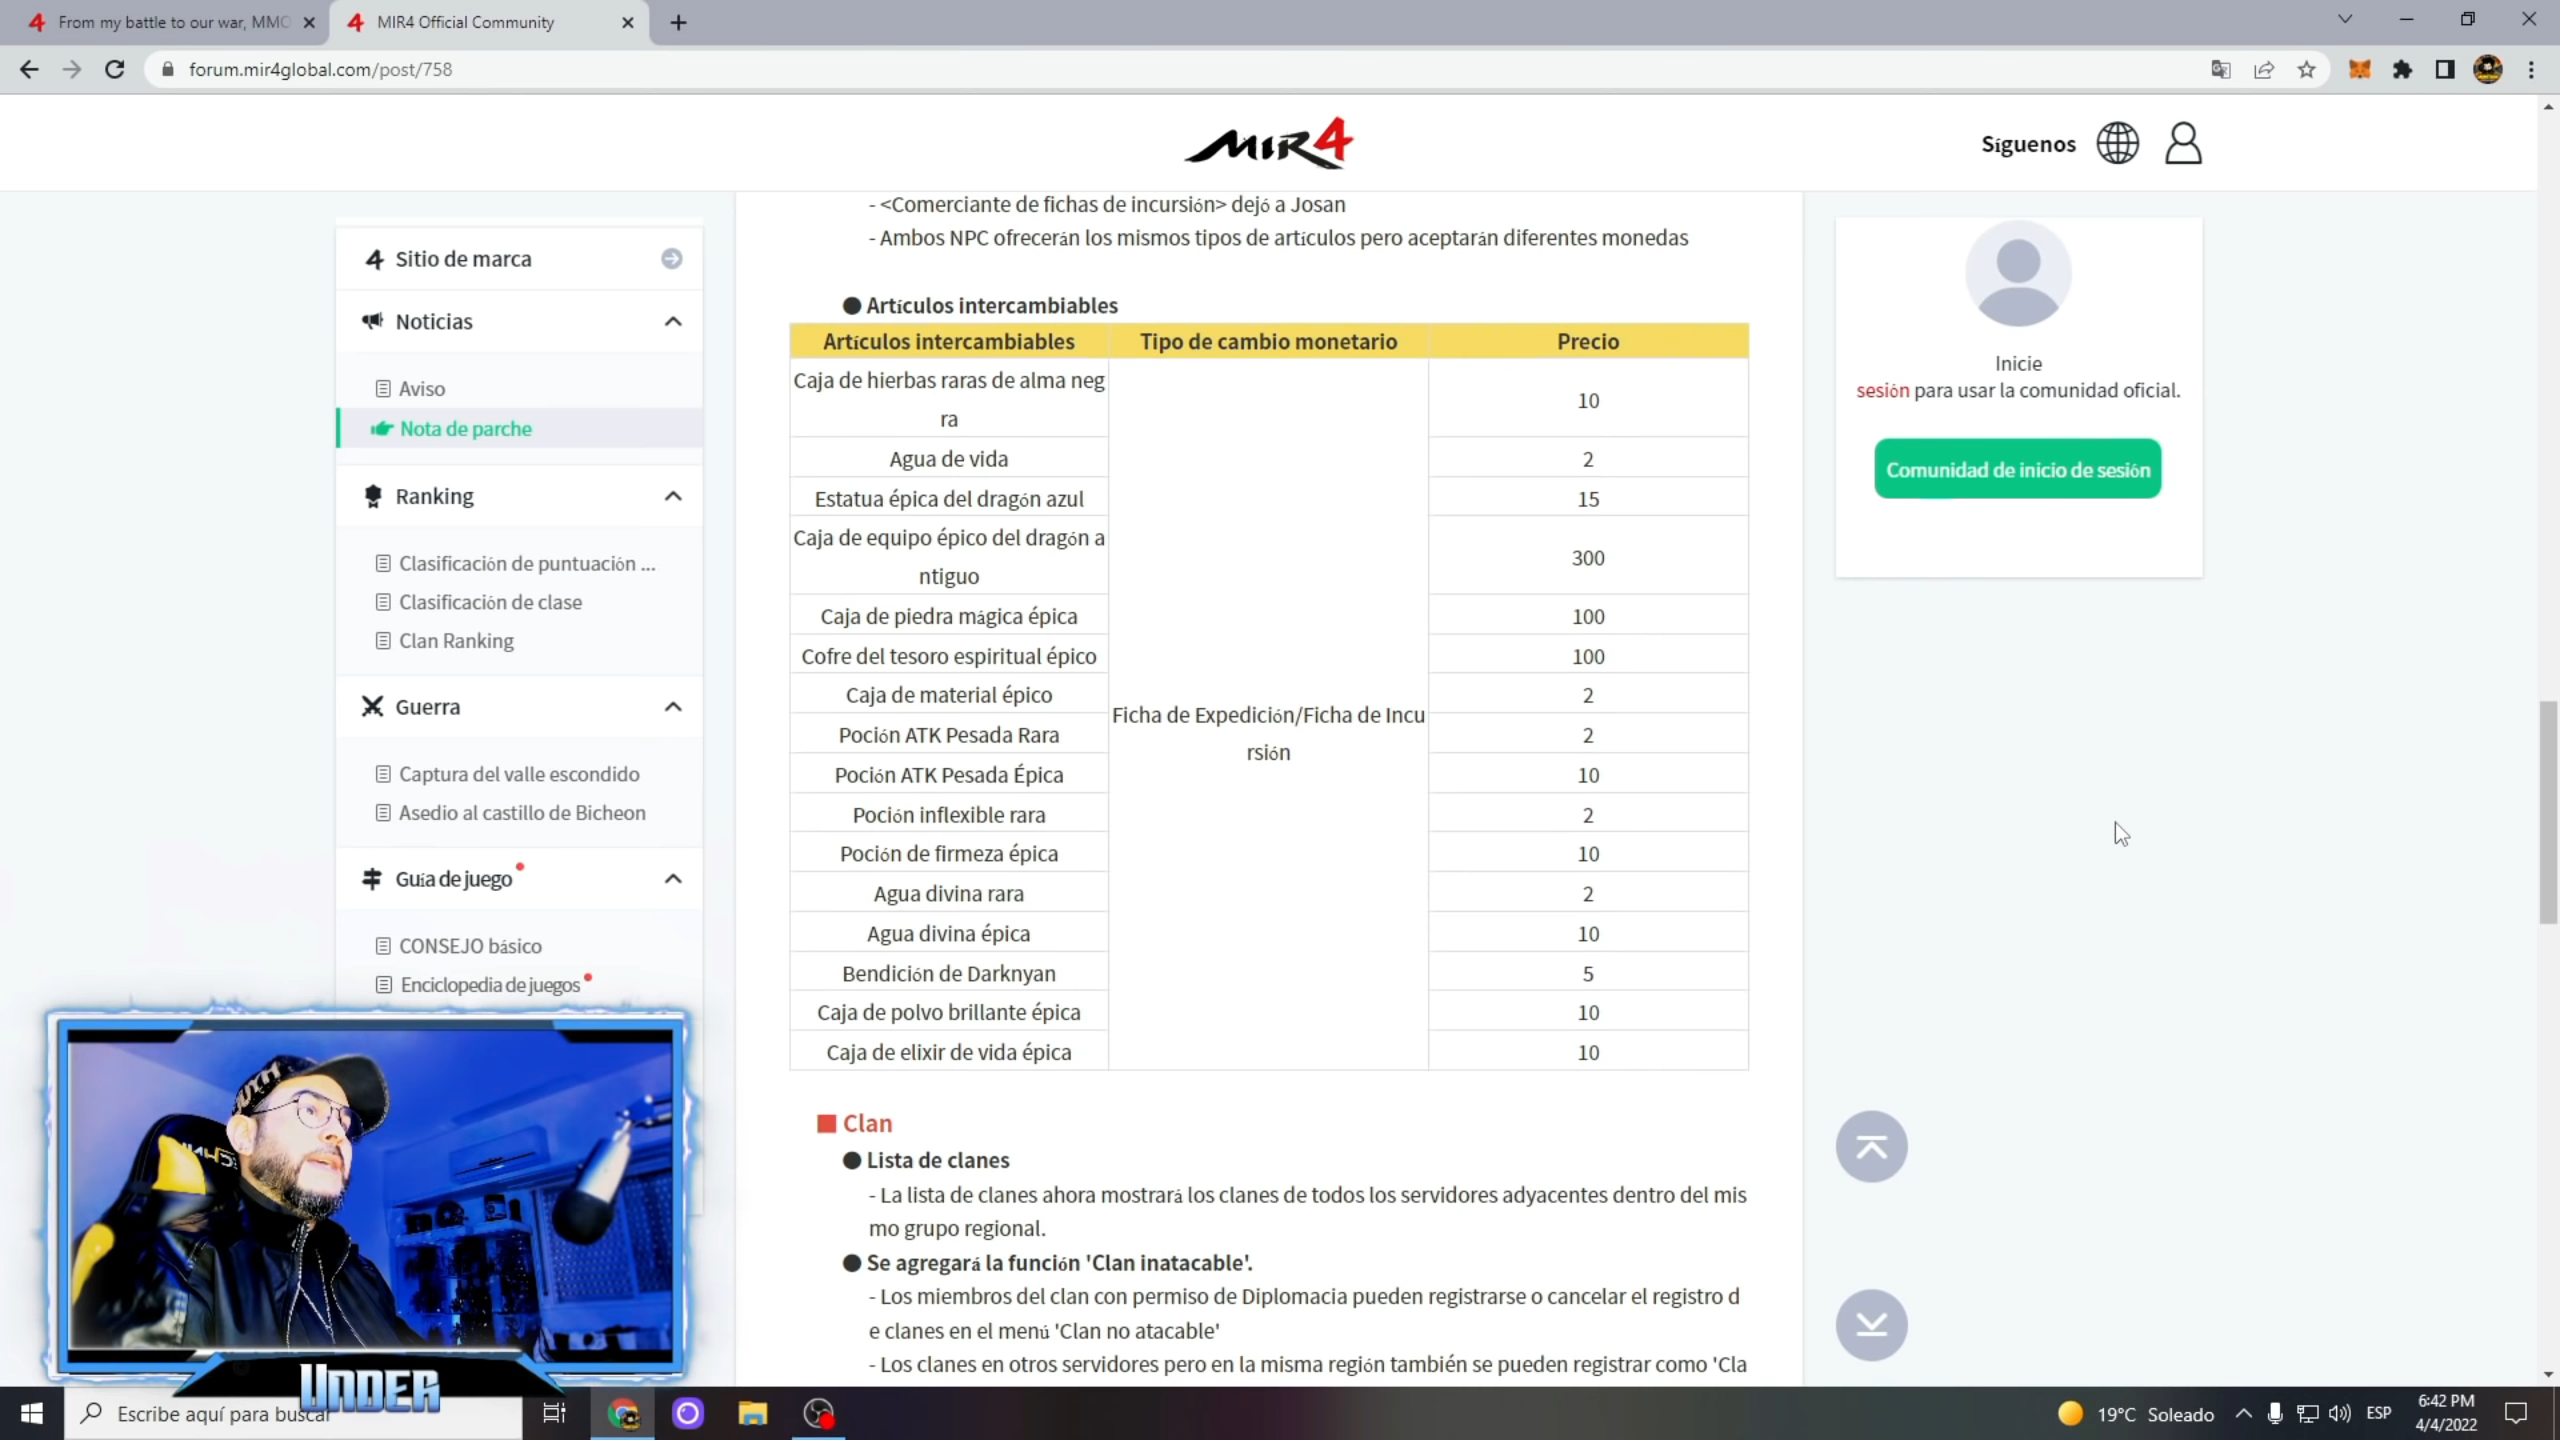 From my battle to our war, MMO
MIR4 Official Community
forum.mir4global.com/post/758
MIR4
Síguenos
Sitio de marca
Noticias
Aviso
Nota de parche
Ranking
Clasificación de puntuación ...
Clasificación de clase
Clan Ranking
Guerra
Captura del valle escondido
Asedio al castillo de Bicheon
Guía de juego
CONSEJO básico
Enciclopedia de juegos
- <Comerciante de fichas de incursión> dejó a Josan
- Ambos NPC ofrecerán los mismos tipos de artículos pero aceptarán diferentes monedas
● Artículos intercambiables
Artículos intercambiables Tipo de cambio monetario Precio
Caja de hierbas raras de alma neg
ra
10
Agua de vida 2
Estatua épica del dragón azul 15
Caja de equipo épico del dragón a
ntiguo
300
Caja de piedra mágica épica 100
Cofre del tesoro espiritual épico 100
Caja de material épico 2
Ficha de Expedición/Ficha de Incu
rsión
Poción ATK Pesada Rara 2
Poción ATK Pesada Épica 10
Poción inflexible rara 2
Poción de firmeza épica 10
Agua divina rara 2
Agua divina épica 10
Bendición de Darknyan 5
Caja de polvo brillante épica 10
Caja de elixir de vida épica 10
■ Clan
● Lista de clanes
- La lista de clanes ahora mostrará los clanes de todos los servidores adyacentes dentro del mis
mo grupo regional.
● Se agregará la función 'Clan inatacable'.
- Los miembros del clan con permiso de Diplomacia pueden registrarse o cancelar el registro d
e clanes en el menú 'Clan no atacable'
- Los clanes en otros servidores pero en la misma región también se pueden registrar como 'Cla
Inicie
sesión para usar la comunidad oficial.
Comunidad de inicio de sesión
UNDER
Escribe aquí para buscar
19°C Soleado
ESP
6:42 PM
4/4/2022